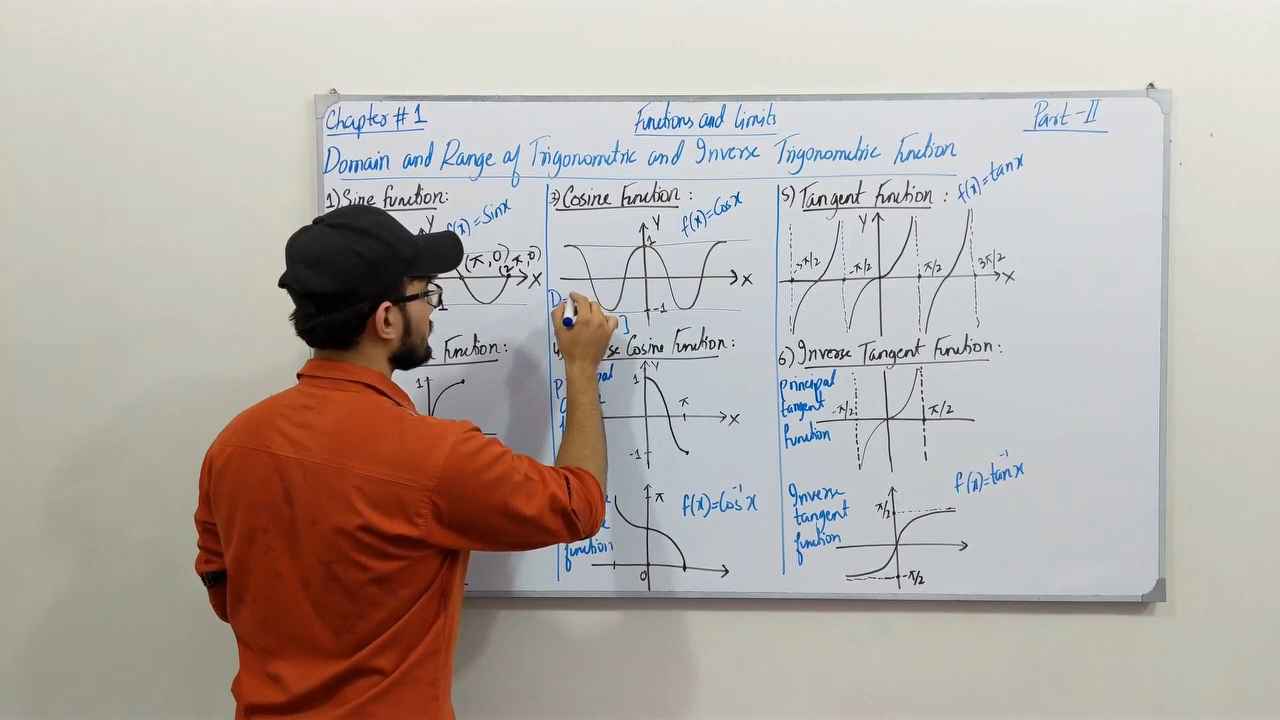 Chapter # 1
Functions and Limits
Part-II
Domain and Range of Trigonometric and Inverse Trigonometric Function
1) Sine function:
f(x)=Sinx
Y
(π,0)
X
1
Function:
1
3) Cosine Function:
f(x)=Cosx
Y
1
X
-1
D=
]
Cosine Function:
Y
1
π
X
-1
f(x)=Cos⁻¹x
π
function
0
5) Tangent Function:
f(x)=tanx
Y
-3π/2
-π/2
π/2
3π/2
X
6) Inverse Tangent Function:
principal
tangent
function
-π/2
π/2
f(x)=tan⁻¹x
Inverse
tangent
function
π/2
-π/2